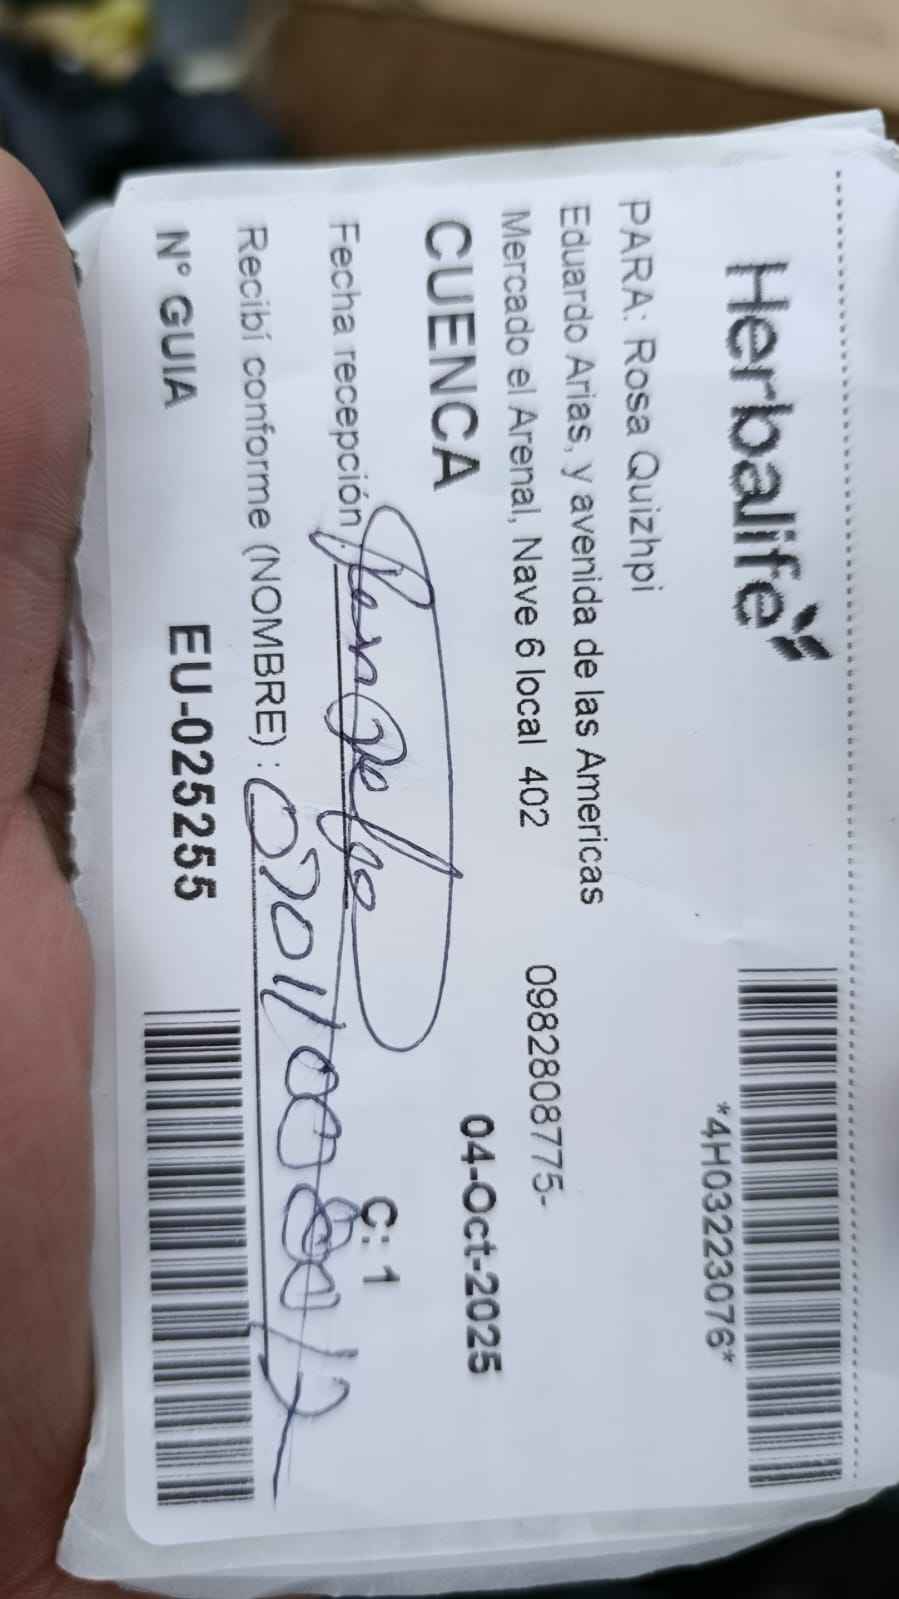 Herbalife
*4H03223076*
PARA: Rosa Quizhpi
Eduardo Arias, y avenida de las Americas
Mercado el Arenal, Nave 6 local 402 0982808775-
CUENCA 04-Oct-2025
Fecha recepción C: 1
Recibí conforme (NOMBRE) :
Nº GUIA EU-025255